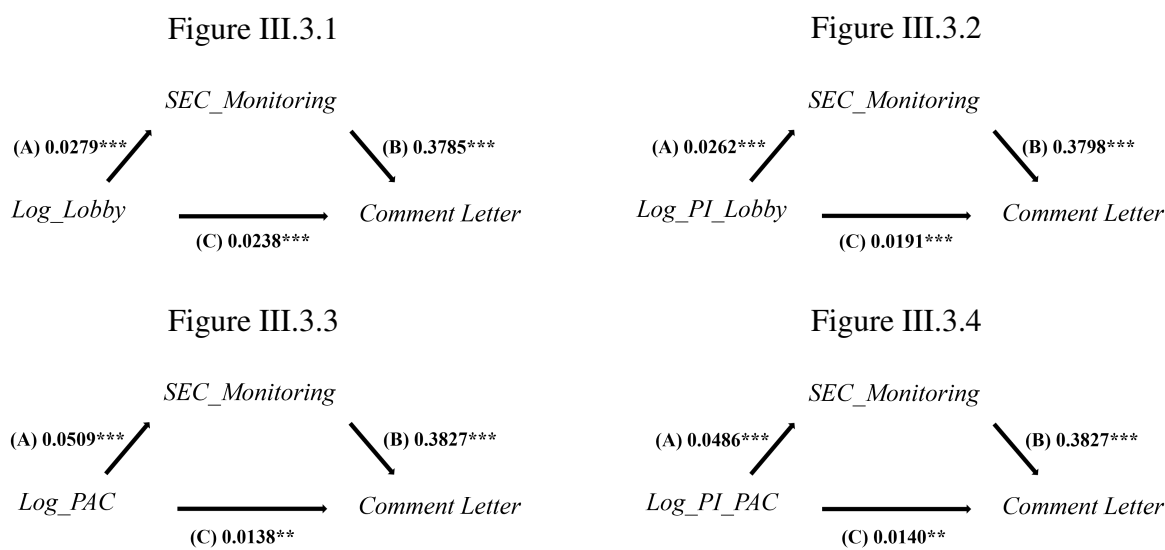 Figure III.3.1
SEC_Monitoring
(A) 0.0279***
(B) 0.3785***
Log_Lobby
Comment Letter
(C) 0.0238***
Figure III.3.2
SEC_Monitoring
(A) 0.0262***
(B) 0.3798***
Log_PI_Lobby
Comment Letter
(C) 0.0191***
Figure III.3.3
SEC_Monitoring
(A) 0.0509***
(B) 0.3827***
Log_PAC
Comment Letter
(C) 0.0138**
Figure III.3.4
SEC_Monitoring
(A) 0.0486***
(B) 0.3827***
Log_PI_PAC
Comment Letter
(C) 0.0140**